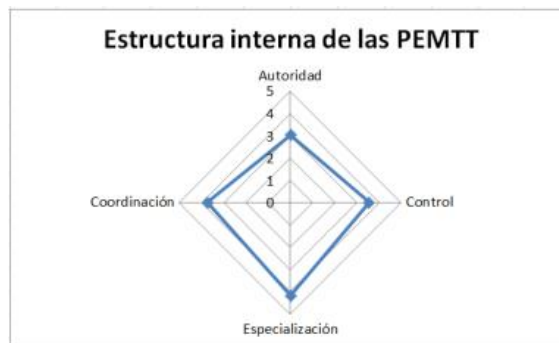 Estructura interna de las PEMTT
Autoridad
5
4
3
2
1
0
Coordinación
Control
Especialización